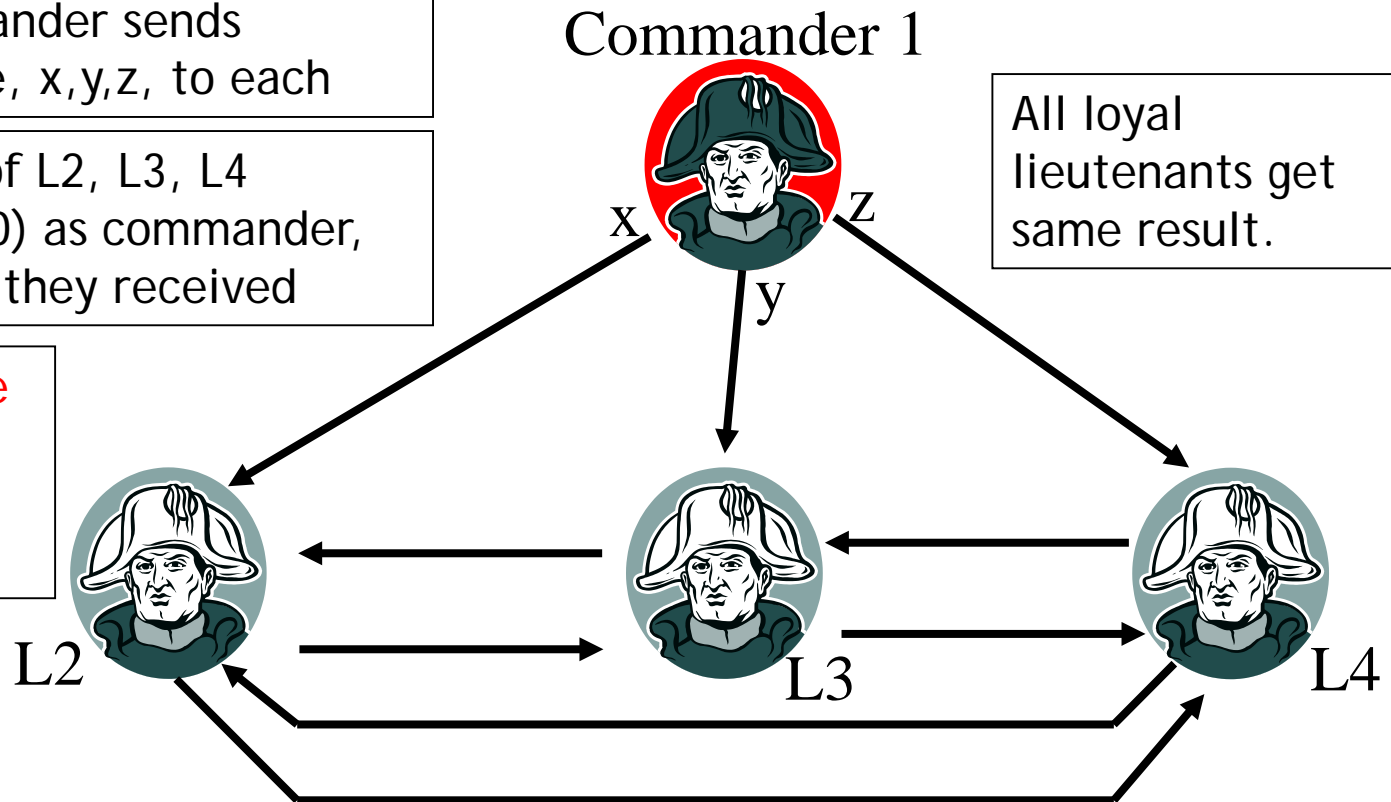 ander sends
, x,y,z, to each
of L2, L3, L4
) as commander,
they received
Commander 1
x
y
z
All loyal
lieutenants get
same result.
L2
L3
L4